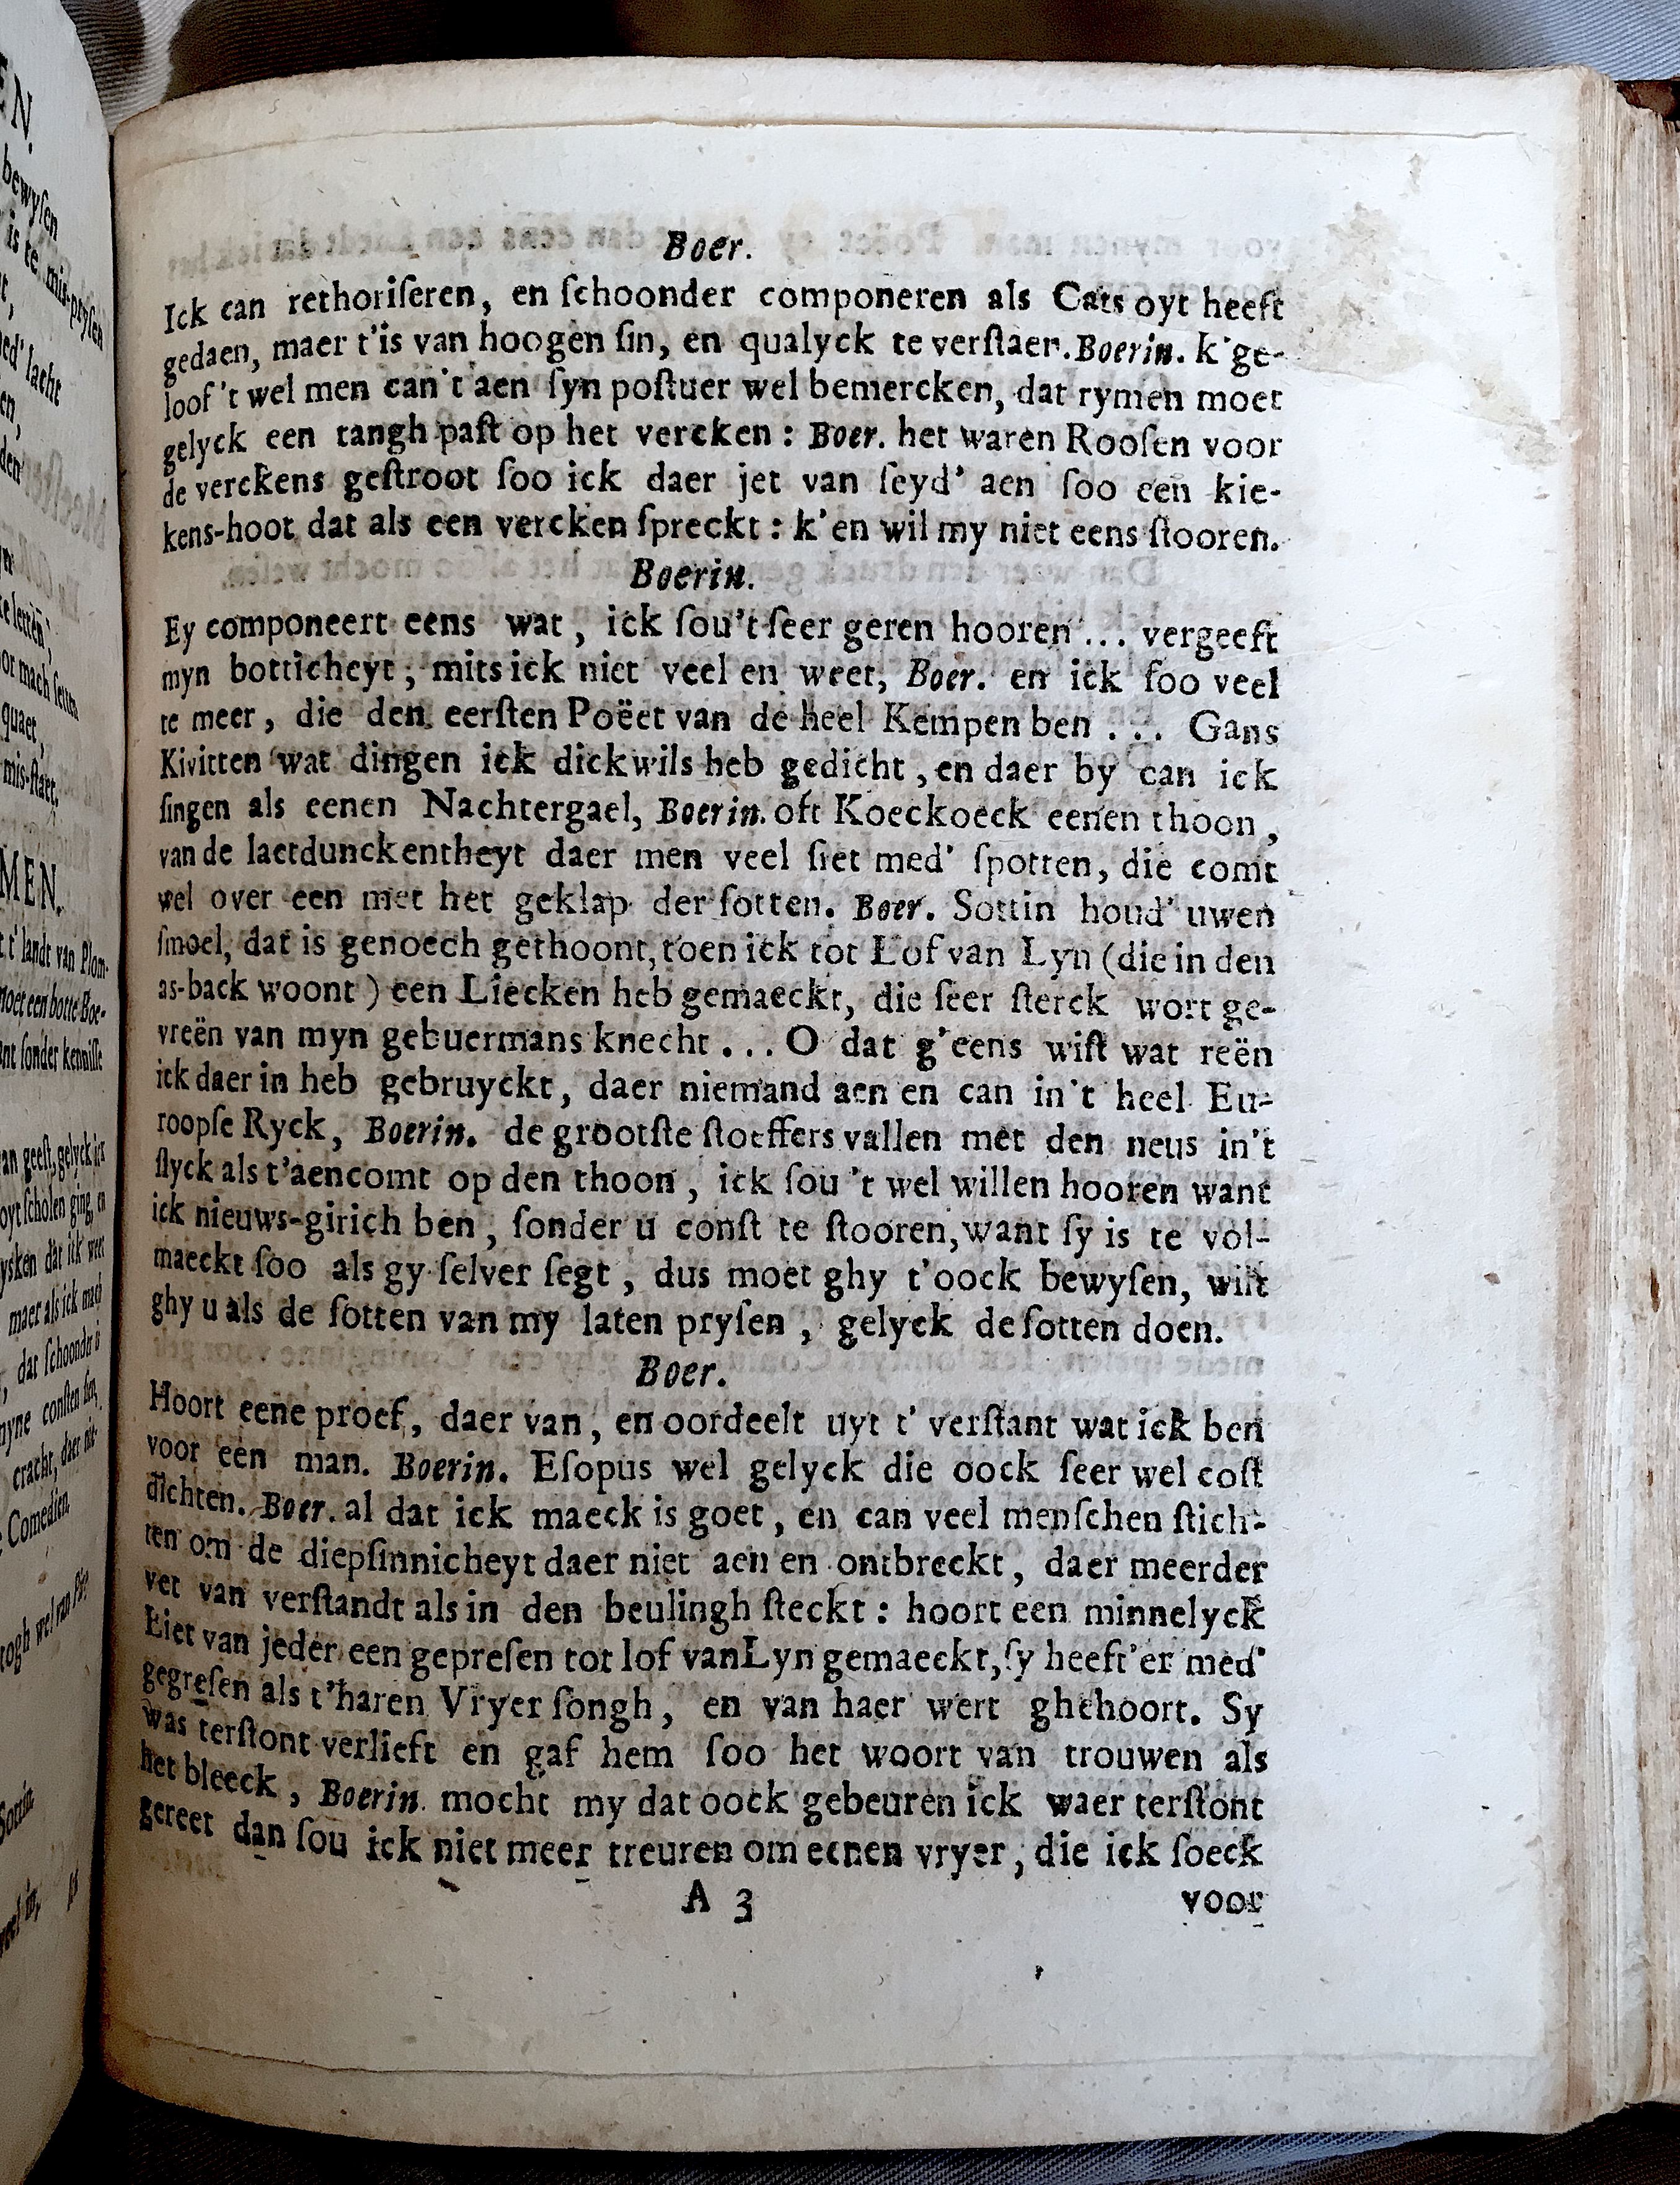 Boer.
Ick can rethoriſeren, en ſchoonder componeren als Cats oyt heeft
gedaen, maer t'is van hoogen ſin, en qualyck te verſtaen. Boerin. k'ge-
loof 't wel men can't aen ſyn poſtuer wel bemercken, dat rymen moet
gelyck een tangh paſt op het vercken : Boer. het waren Rooſen voor
de verckens geſtroot ſoo ick daer jet van ſeyd' aen ſoo een kie-
kens-hoot dat als een vercken ſpreckt : k'en wil my niet eens ſtooren.
Boerin.
Ey componeert eens wat, ick ſou't ſeer geren hooren ... vergeeft
myn botticheyt; mits ick niet veel en weet, Boer. en ick ſoo veel
te meer, die den eerſten Poëet van de heel Kempen ben ... Gans
Kivitten wat dingen ick dickwils heb gedicht, en daer by can ick
ſingen als eenen Nachtergael, Boerin. oft Koeckoeck eenen thoon,
van de laetdunckentheyt daer men veel ſiet med' ſpotten, die comt
wel over een met het geklap der ſotten. Boer. Sottin houd' uwen
ſmoel, dat is genoech gethoont, toen ick tot Lof van Lyn (die in den
as-back woont) een Liecken heb gemaeckt, die ſeer ſterck wort ge-
vreën van myn gebuermans knecht ... O dat g'eens wiſt wat reën
ick daer in heb gebruyckt, daer niemand aen en can in't heel Eu-
roopſe Ryck, Boerin. de grootſte ſtoeffers vallen met den neus in't
ſlyck als t'aencomt op den thoon, ick ſou 't wel willen hooren want
ick nieuws-girich ben, ſonder u conſt te ſtooren, want ſy is te vol-
maeckt ſoo als gy ſelver ſegt, dus moet ghy t'oock bewyſen, wilt
ghy u als de ſotten van my laten pryſen, gelyck de ſotten doen.
Boer.
Hoort eene proef, daer van, en oordeelt uyt t' verſtant wat ick ben
voor een man. Boerin. Eſopus wel gelyck die oock ſeer wel coſt
dichten. Boer. al dat ick maeck is goet, en can veel menſchen ſtich-
ten om de diepſinnicheyt daer niet aen en ontbreckt, daer meerder
vet van verſtandt als in den beulingh ſteckt : hoort een minnelyck
Liet van jeder een gepreſen tot lof van Lyn gemaeckt, ſy heeft'er med'
gegreſen als t'haren Vryer ſongh, en van haer wert ghehoort. Sy
was terſtont verlieft en gaf hem ſoo het woort van trouwen als
het bleeck, Boerin. mocht my dat oock gebeuren ick waer terſtont
gereet dan ſou ick niet meer treuren om eenen vryer, die ick ſoeck
A 3 voor